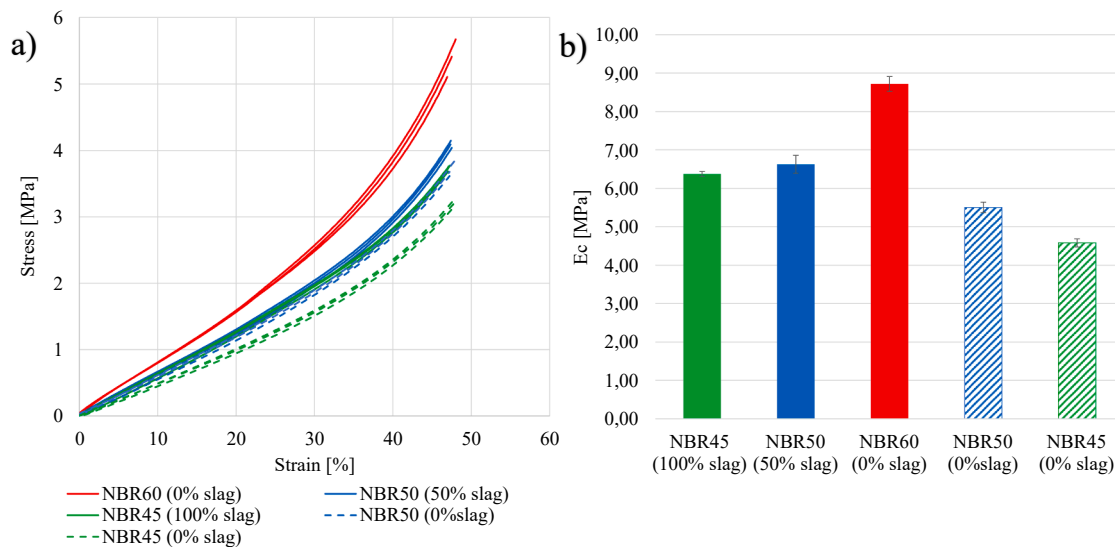 a)
6
5
4
3
2
1
0
Stress [MPa]
0 10 20 30 40 50 60
Strain [%]
NBR60 (0% slag)
NBR50 (50% slag)
NBR45 (100% slag)
NBR50 (0%slag)
NBR45 (0% slag)
b)
10,00
9,00
8,00
7,00
6,00
5,00
4,00
3,00
2,00
1,00
0,00
Ec [MPa]
NBR45 NBR50 NBR60 NBR50 NBR45
(100% slag) (50% slag) (0% slag) (0%slag) (0% slag)